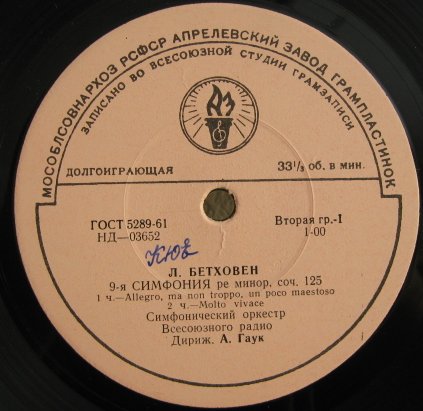 МОСОБЛСОВНАРХОЗ РСФСР АПРЕЛЕВСКИЙ ЗАВОД ГРАМПЛАСТИНОК
ЗАПИСАНО ВО ВСЕСОЮЗНОЙ СТУДИИ ГРАМЗАПИСИ
АЗ
ДОЛГОИГРАЮЩАЯ 33⅓ об. в мин.
ГОСТ 5289-61 Вторая гр.-I
НД—03652 1-00
Л. БЕТХОВЕН
9-я СИМФОНИЯ ре минор, соч. 125
1 ч.—Allegro, ma non troppo, un poco maestoso
2 ч.—Molto vivace
Симфонический оркестр
Всесоюзного радио
Дириж. А. Гаук